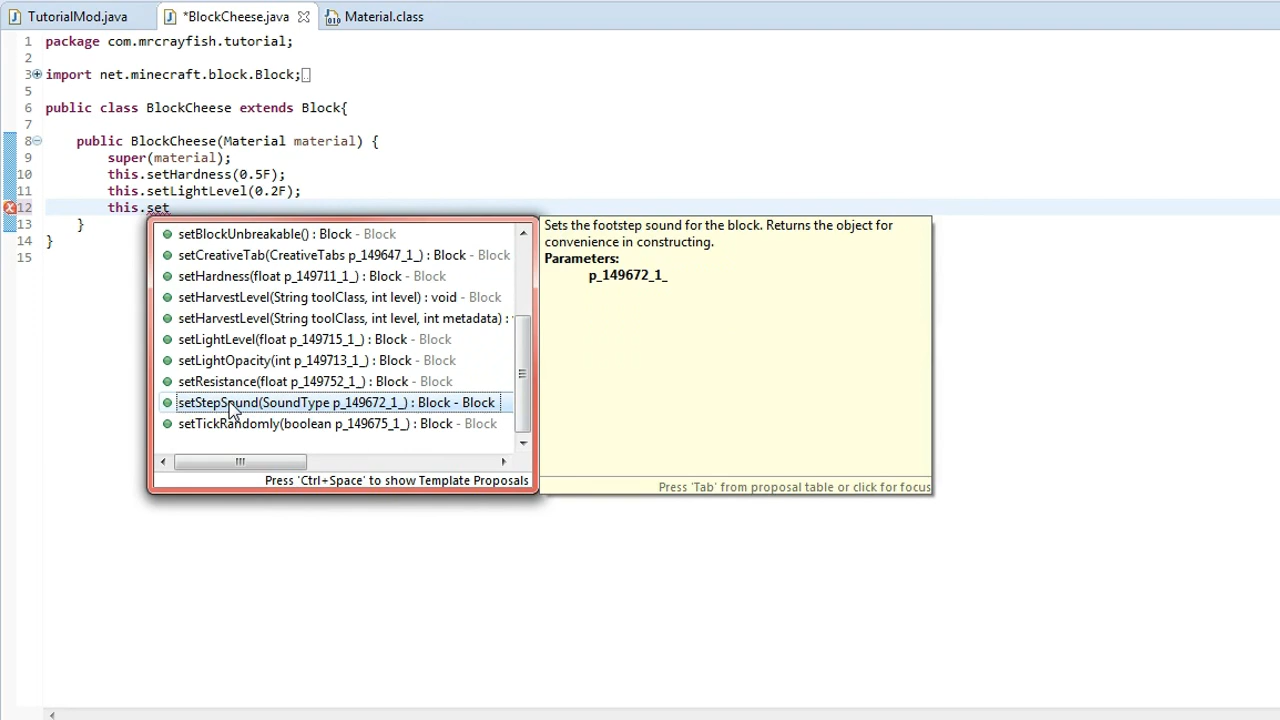 TutorialMod.java *BlockCheese.java Material.class
1 package com.mrcrayfish.tutorial;
2
3 import net.minecraft.block.Block;
5
6 public class BlockCheese extends Block{
7
8 public BlockCheese(Material material) {
9 super(material);
10 this.setHardness(0.5F);
11 this.setLightLevel(0.2F);
12 this.set
13 }
14 }
15
setBlockUnbreakable() : Block - Block
setCreativeTab(CreativeTabs p_149647_1_) : Block - Block
setHardness(float p_149711_1_) : Block - Block
setHarvestLevel(String toolClass, int level) : void - Block
setHarvestLevel(String toolClass, int level, int metadata) :
setLightLevel(float p_149715_1_) : Block - Block
setLightOpacity(int p_149713_1_) : Block - Block
setResistance(float p_149752_1_) : Block - Block
setStepSound(SoundType p_149672_1_) : Block - Block
setTickRandomly(boolean p_149675_1_) : Block - Block
Press 'Ctrl+Space' to show Template Proposals
Sets the footstep sound for the block. Returns the object for
convenience in constructing.
Parameters:
p_149672_1_
Press 'Tab' from proposal table or click for focus